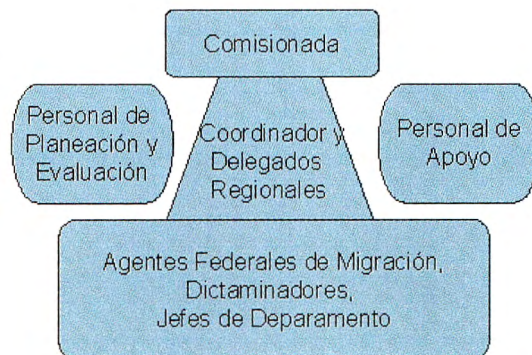 Comisionada
Personal de
Planeación y
Evaluación
Coordinador y
Delegados
Regionales
Personal de
Apoyo
Agentes Federales de Migración,
Dictaminadores,
Jefes de Deparamento